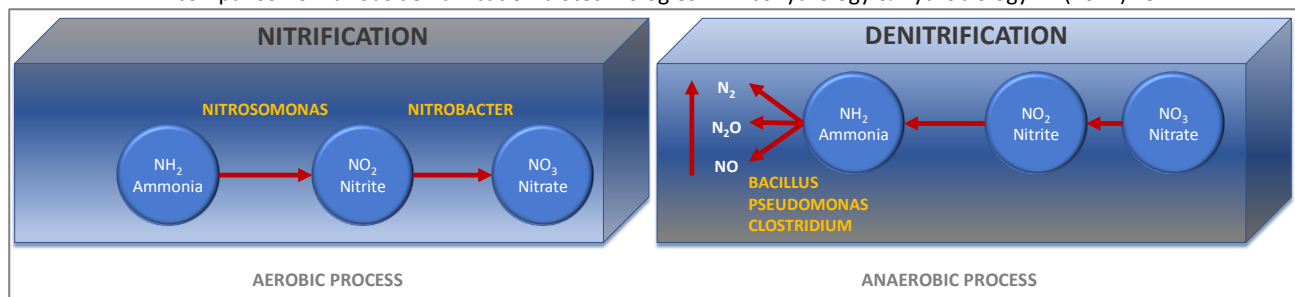 NITRIFICATION
NITROSOMONAS NITROBACTER
NH₂
Ammonia
NO₂
Nitrite
NO₃
Nitrate
AEROBIC PROCESS
DENITRIFICATION
N₂
N₂O
NO
NH₂
Ammonia
NO₂
Nitrite
NO₃
Nitrate
BACILLUS
PSEUDOMONAS
CLOSTRIDIUM
ANAEROBIC PROCESS